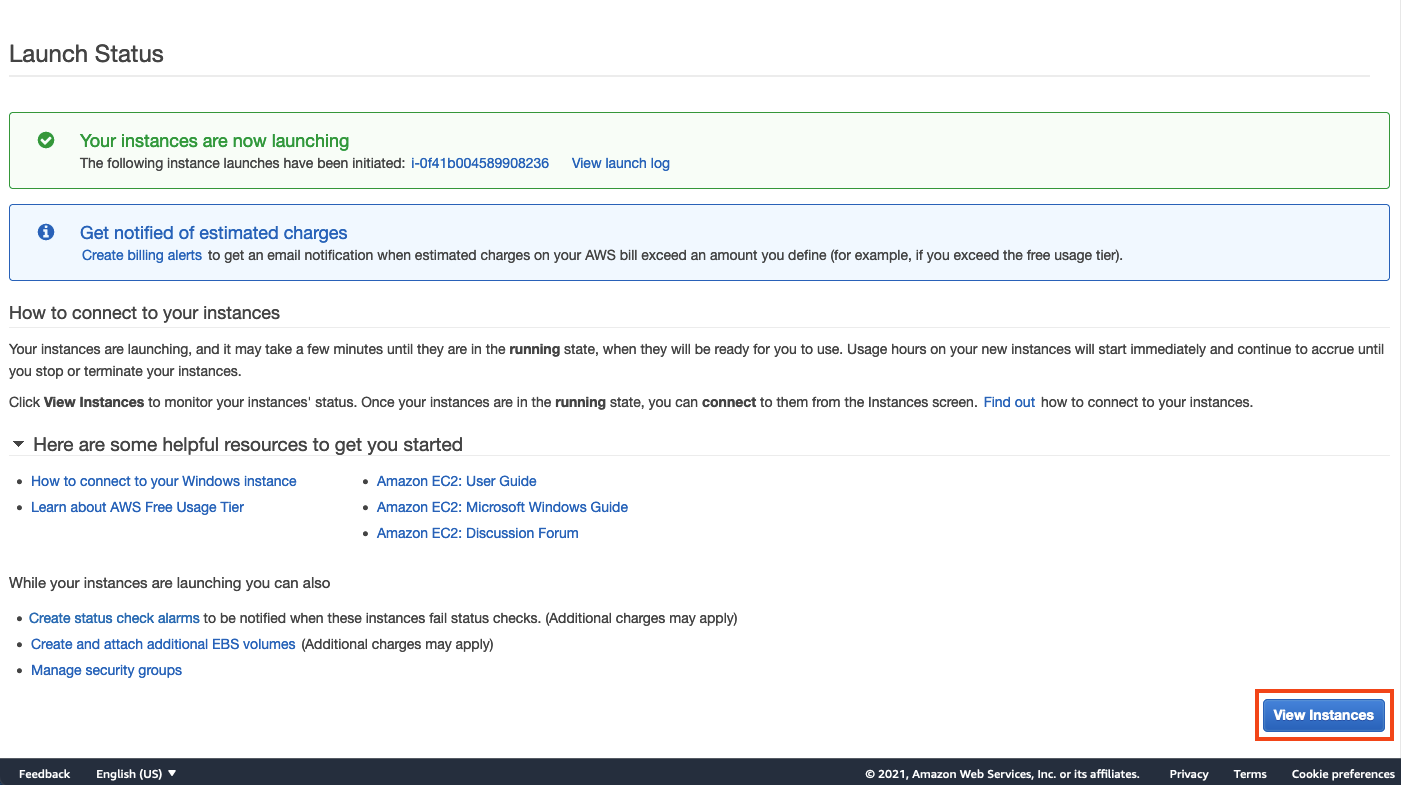 Launch Status
Your instances are now launching
The following instance launches have been initiated: i-0f41b004589908236 View launch log
Get notified of estimated charges
Create billing alerts to get an email notification when estimated charges on your AWS bill exceed an amount you define (for example, if you exceed the free usage tier).
How to connect to your instances
Your instances are launching, and it may take a few minutes until they are in the running state, when they will be ready for you to use. Usage hours on your new instances will start immediately and continue to accrue until
you stop or terminate your instances.
Click View Instances to monitor your instances' status. Once your instances are in the running state, you can connect to them from the Instances screen. Find out how to connect to your instances.
Here are some helpful resources to get you started
• How to connect to your Windows instance
• Learn about AWS Free Usage Tier
• Amazon EC2: User Guide
• Amazon EC2: Microsoft Windows Guide
• Amazon EC2: Discussion Forum
While your instances are launching you can also
• Create status check alarms to be notified when these instances fail status checks. (Additional charges may apply)
• Create and attach additional EBS volumes (Additional charges may apply)
• Manage security groups
View Instances
Feedback English (US) © 2021, Amazon Web Services, Inc. or its affiliates. Privacy Terms Cookie preferences